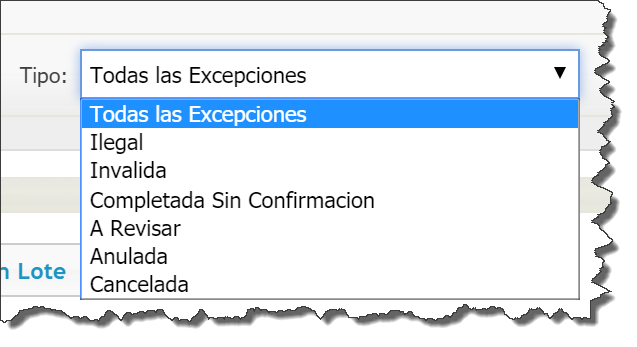 Tipo: Todas las Excepciones ▼
Todas las Excepciones
Ilegal
Invalida
Completada Sin Confirmacion
A Revisar
Anulada
n Lote
Cancelada